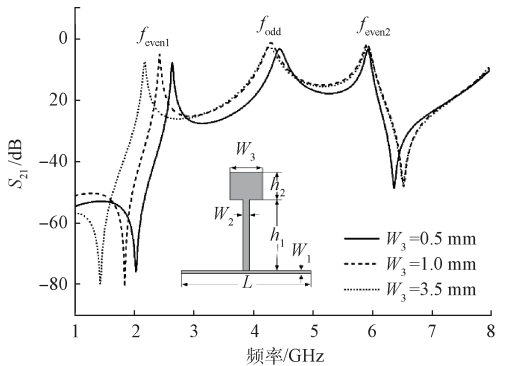 f_even1 f_odd f_even2
0
20
−40
−60
−80
S_21/dB
W_3
h_2
W_2
h_1
W_1
L
W_3=0.5 mm
W_3=1.0 mm
W_3=3.5 mm
1 2 3 4 5 6 7 8
频率/GHz